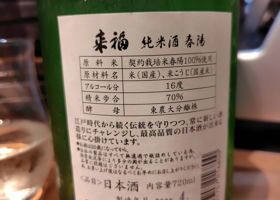 来福 純米酒 春陽
原料米 契約栽培米春陽100%使用
原材料名 米(国産)、米こうじ(国産米)
アルコール分 16度
精米歩合 70%
酵母 東農大分離株
江戸時代から続く伝統を守りつつ、常に新しい酒
造りにチャレンジし、最高品質の日本酒が出来る様
に心掛けています。
<品目>日本酒 内容量720ml